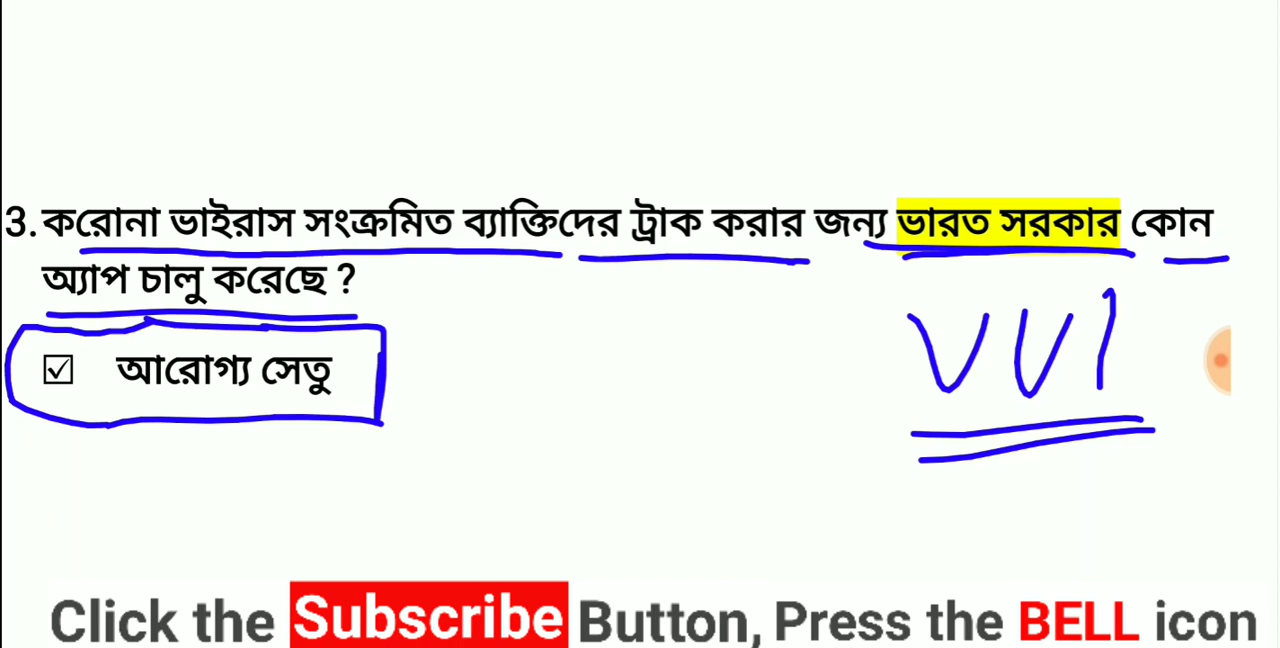 3. করোনা ভাইরাস সংক্রমিত ব্যাক্তিদের ট্রাক করার জন্য ভারত সরকার কোন
অ্যাপ চালু করেছে ?
☑ আরোগ্য সেতু
VVI
Click the Subscribe Button, Press the BELL icon